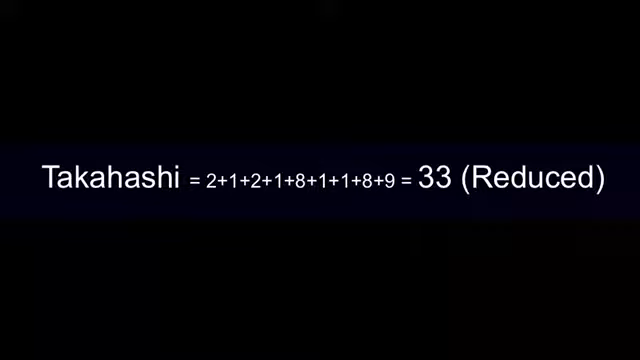 Takahashi = 2+1+2+1+8+1+1+8+9 = 33 (Reduced)